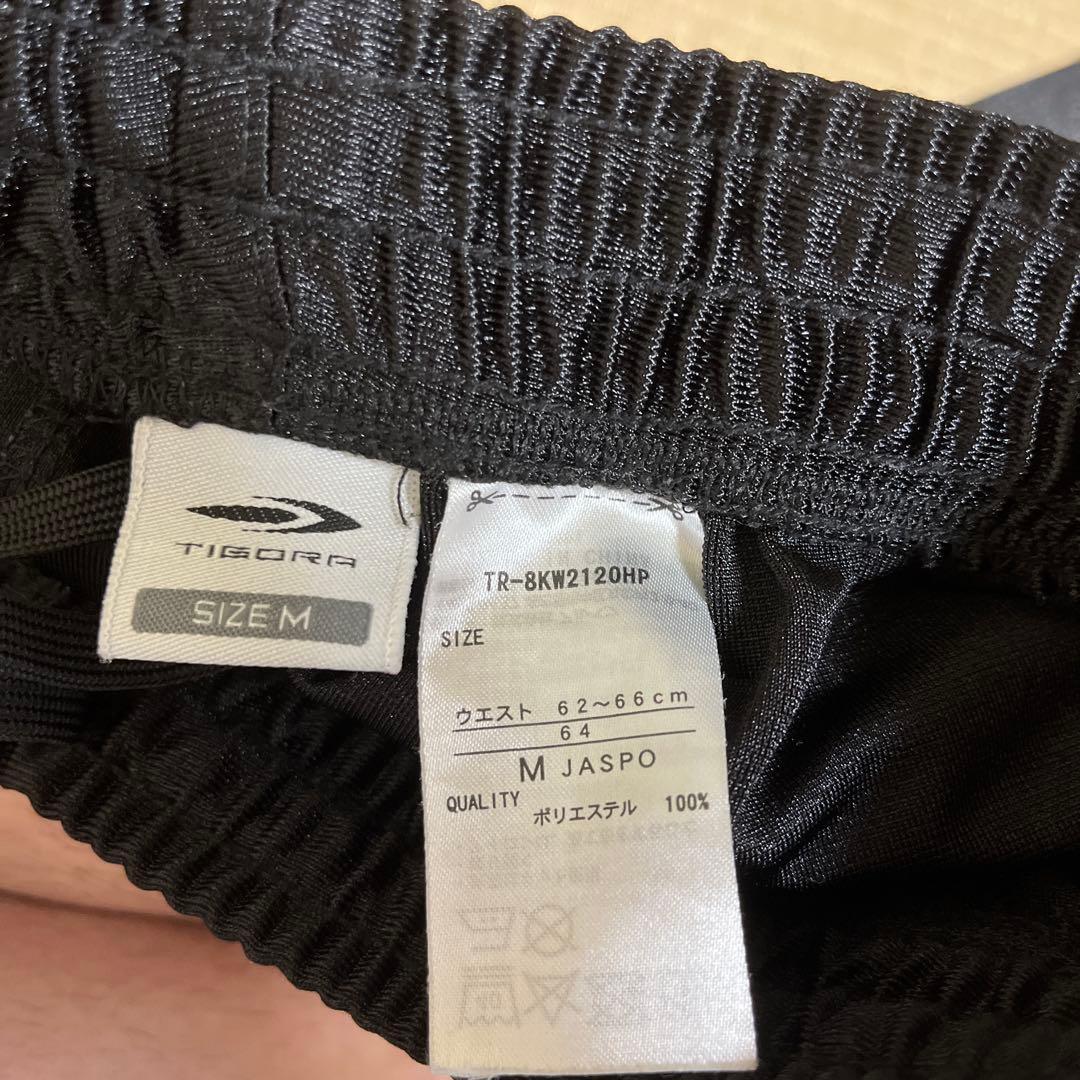 TIGORA
SIZE M
TR-8KW2120HP
SIZE
ウエスト 62～66cm
64
M JASPO
QUALITY ポリエステル 100%